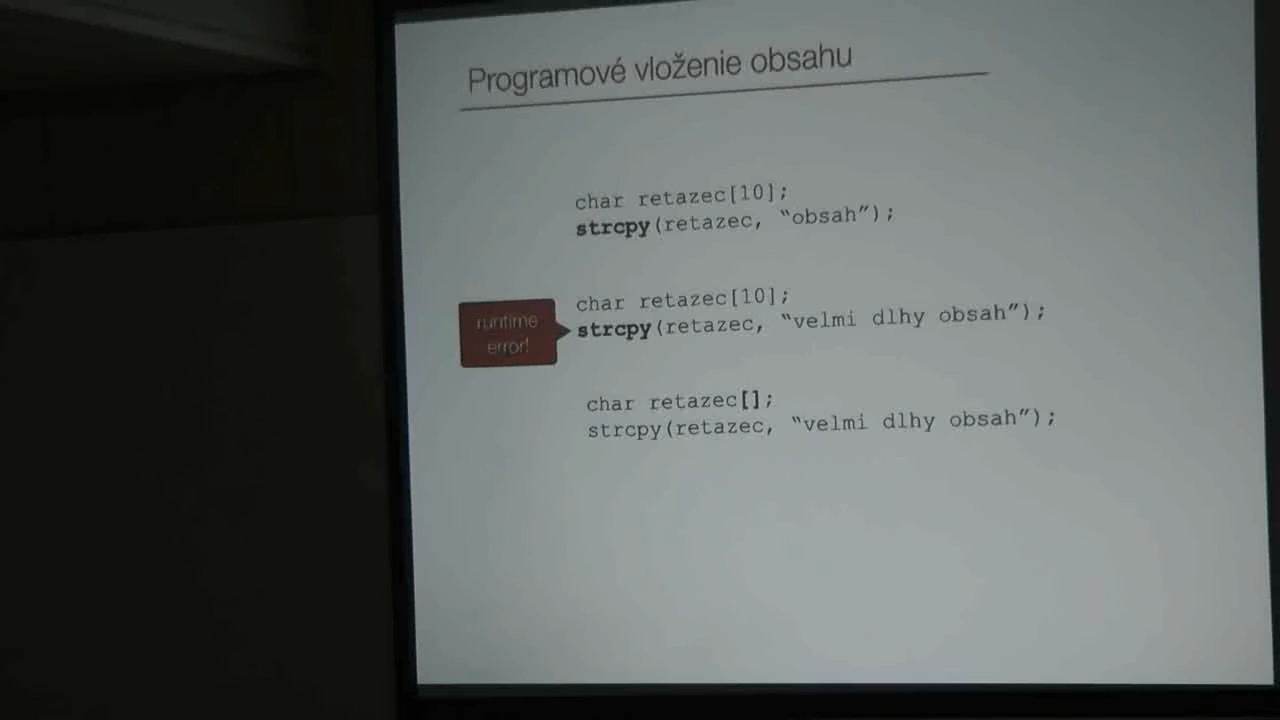 Programové vloženie obsahu
char retazec[10];
strcpy(retazec, “obsah”);
runtime
error!
char retazec[10];
strcpy(retazec, “velmi dlhy obsah”);
char retazec[];
strcpy(retazec, “velmi dlhy obsah”);